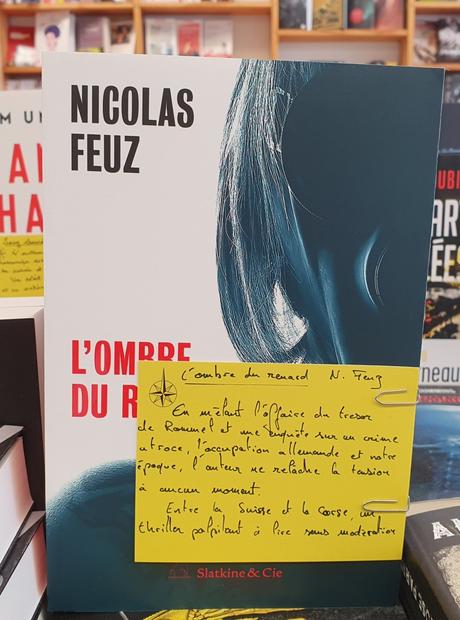 NICOLAS
FEUZ
L'OMBRE
DU R
L'ombre du renard N. Feuz
En mêlant l'affaire du trésor
de Rommel et une enquête sur un crime
atroce, l'occupation allemande et notre
époque, l'auteur ne relâche la tension
à aucun moment.
Entre la Suisse et la Corse, un
thriller palpitant à lire sans modération
Slatkine & Cie